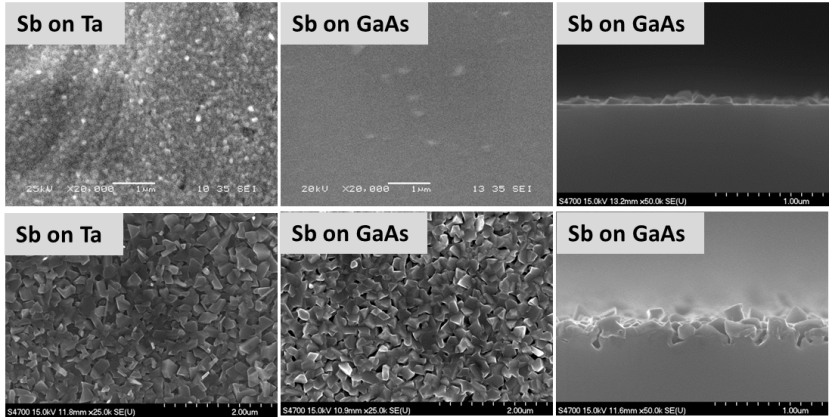 Sb on Ta
25kV X20,000 1μm 10 35 SEI
Sb on GaAs
20kV X20,000 1μm 13 35 SEI
Sb on GaAs
S4700 15.0kV 13.2mm x50.0k SE(U) 1.00um
Sb on Ta
S4700 15.0kV 11.8mm x25.0k SE(U) 2.00um
Sb on GaAs
S4700 15.0kV 10.9mm x25.0k SE(U) 2.00um
Sb on GaAs
S4700 15.0kV 11.6mm x50.0k SE(U) 1.00um